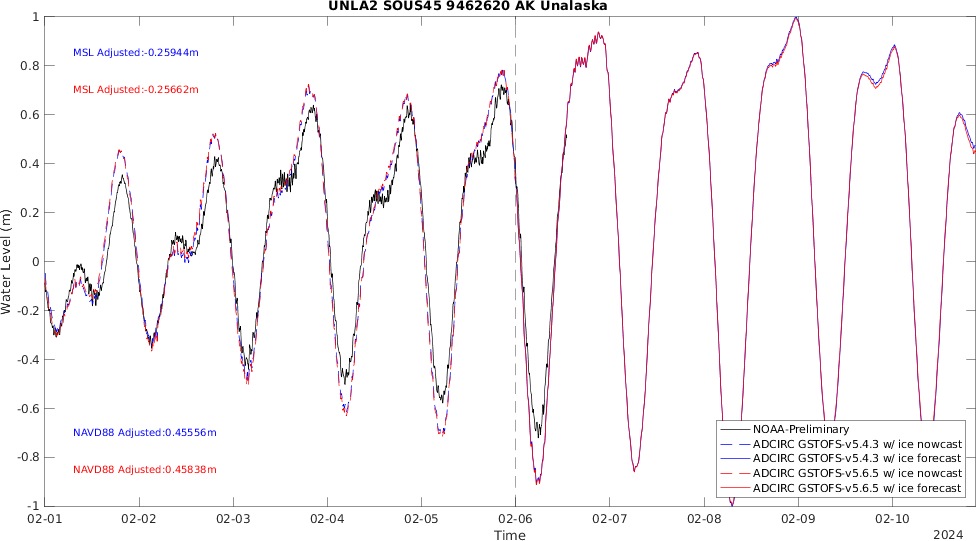 UNLA2 SOUS45 9462620 AK Unalaska
1
MSL Adjusted:-0.25944m
0.8
MSL Adjusted:-0.25662m
0.6
0.4
0.2
0
Water Level (m)
-0.2
-0.4
-0.6
NAVD88 Adjusted:0.45556m
-0.8
NAVD88 Adjusted:0.45838m
-1
NOAA-Preliminary
ADCIRC GSTOFS-v5.4.3 w/ ice nowcast
ADCIRC GSTOFS-v5.4.3 w/ ice forecast
ADCIRC GSTOFS-v5.6.5 w/ ice nowcast
ADCIRC GSTOFS-v5.6.5 w/ ice forecast
02-01 02-02 02-03 02-04 02-05 02-06 02-07 02-08 02-09 02-10
Time
2024